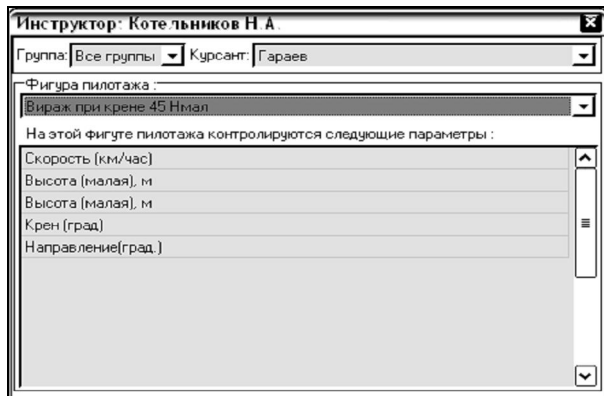 Инструктор: Котельников Н.А.
Группа: Все группы Курсант: Гараев
Фигура пилотажа :
Вираж при крене 45 Hмал
На этой фигуте пилотажа контролируются следующие параметры :
Скорость (км/час)
Высота (малая), м
Высота (малая), м
Крен (град)
Направление(град.)